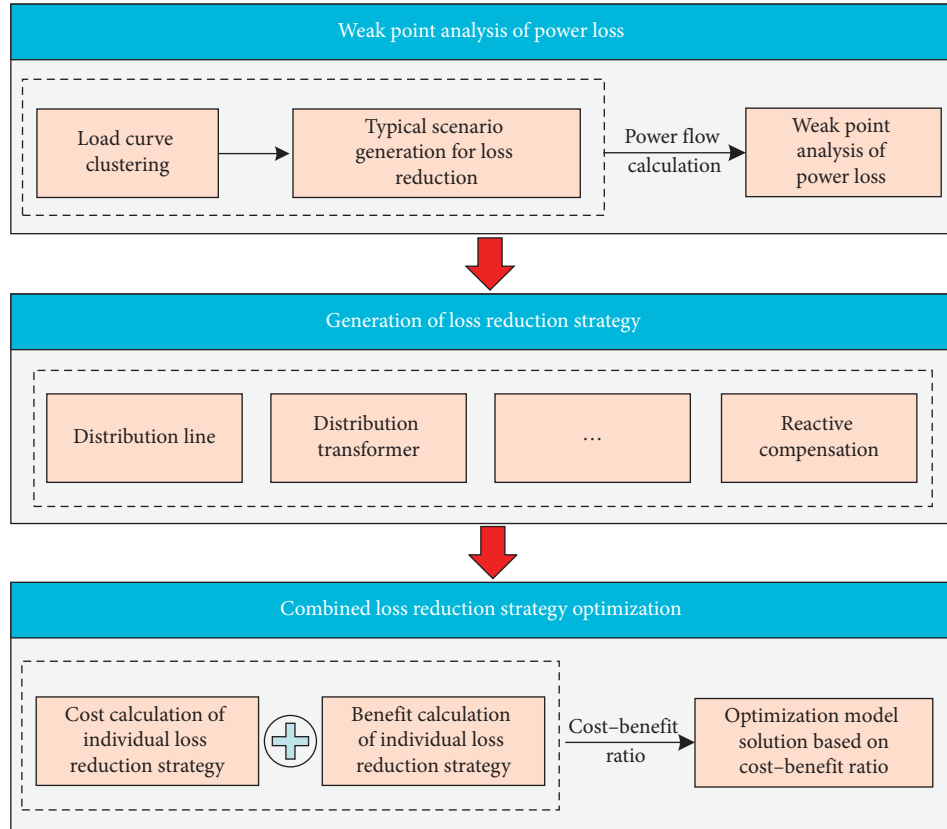 Weak point analysis of power loss
Load curve
clustering
Typical scenario
generation for loss
reduction
Power flow
calculation
Weak point
analysis of
power loss
Generation of loss reduction strategy
Distribution line
Distribution
transformer
…
Reactive
compensation
Combined loss reduction strategy optimization
Cost calculation of
individual loss
reduction strategy
Benefit calculation
of individual loss
reduction strategy
Cost–benefit
ratio
Optimization model
solution based on
cost–benefit ratio